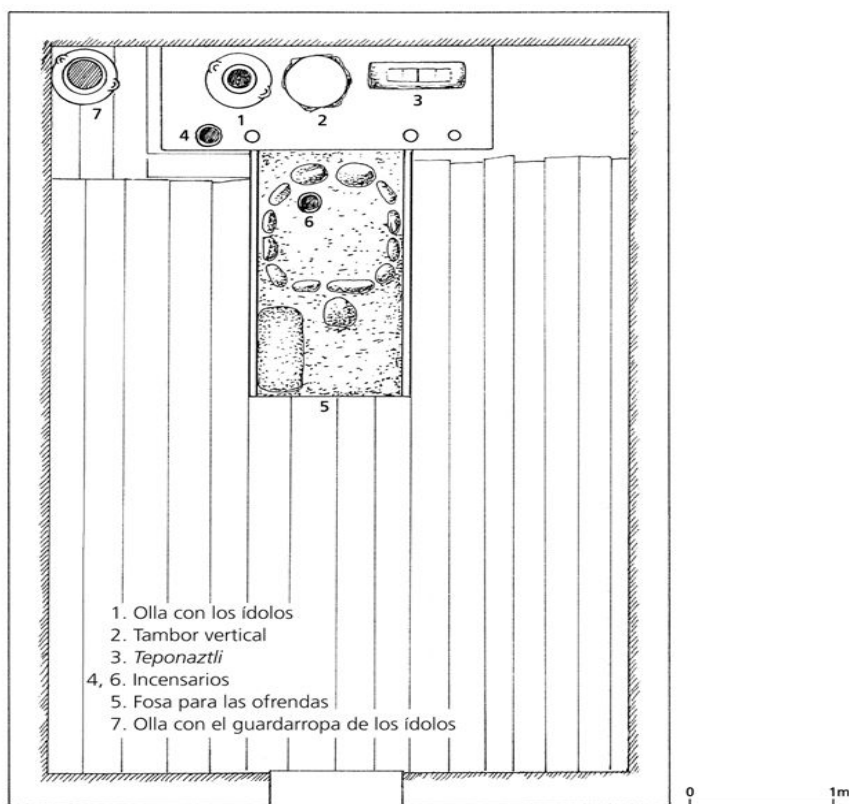 7
1
2
3
4
6
5
1. Olla con los ídolos
2. Tambor vertical
3. Teponaztli
4, 6. Incensarios
5. Fosa para las ofrendas
7. Olla con el guardarropa de los ídolos
0 1m